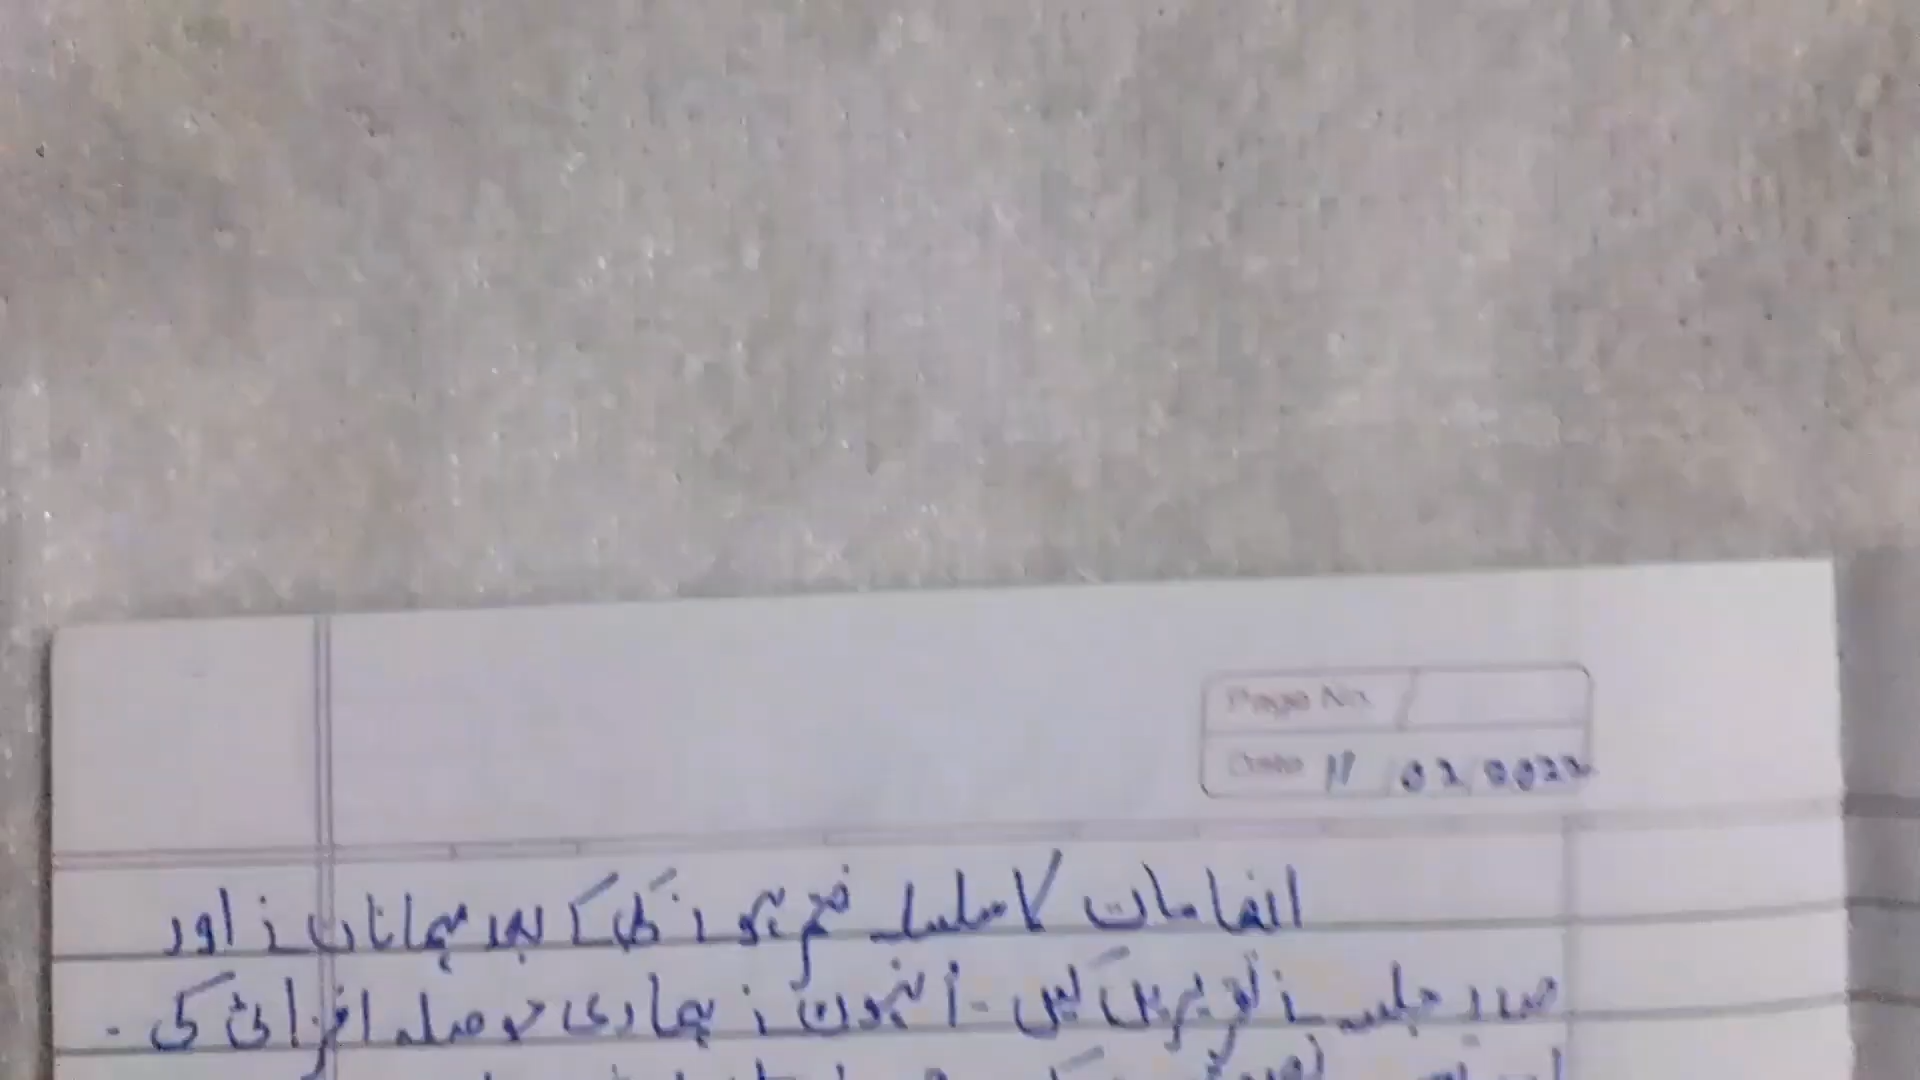 Page No.
Date 11/02/2022
انعامات کا سلسلہ ختم ہونے کے بعد مہمانان نے اور
صدر جلسہ نے تقریریں کیں۔ اُنہوں نے ہماری حوصلہ افزائی کی۔